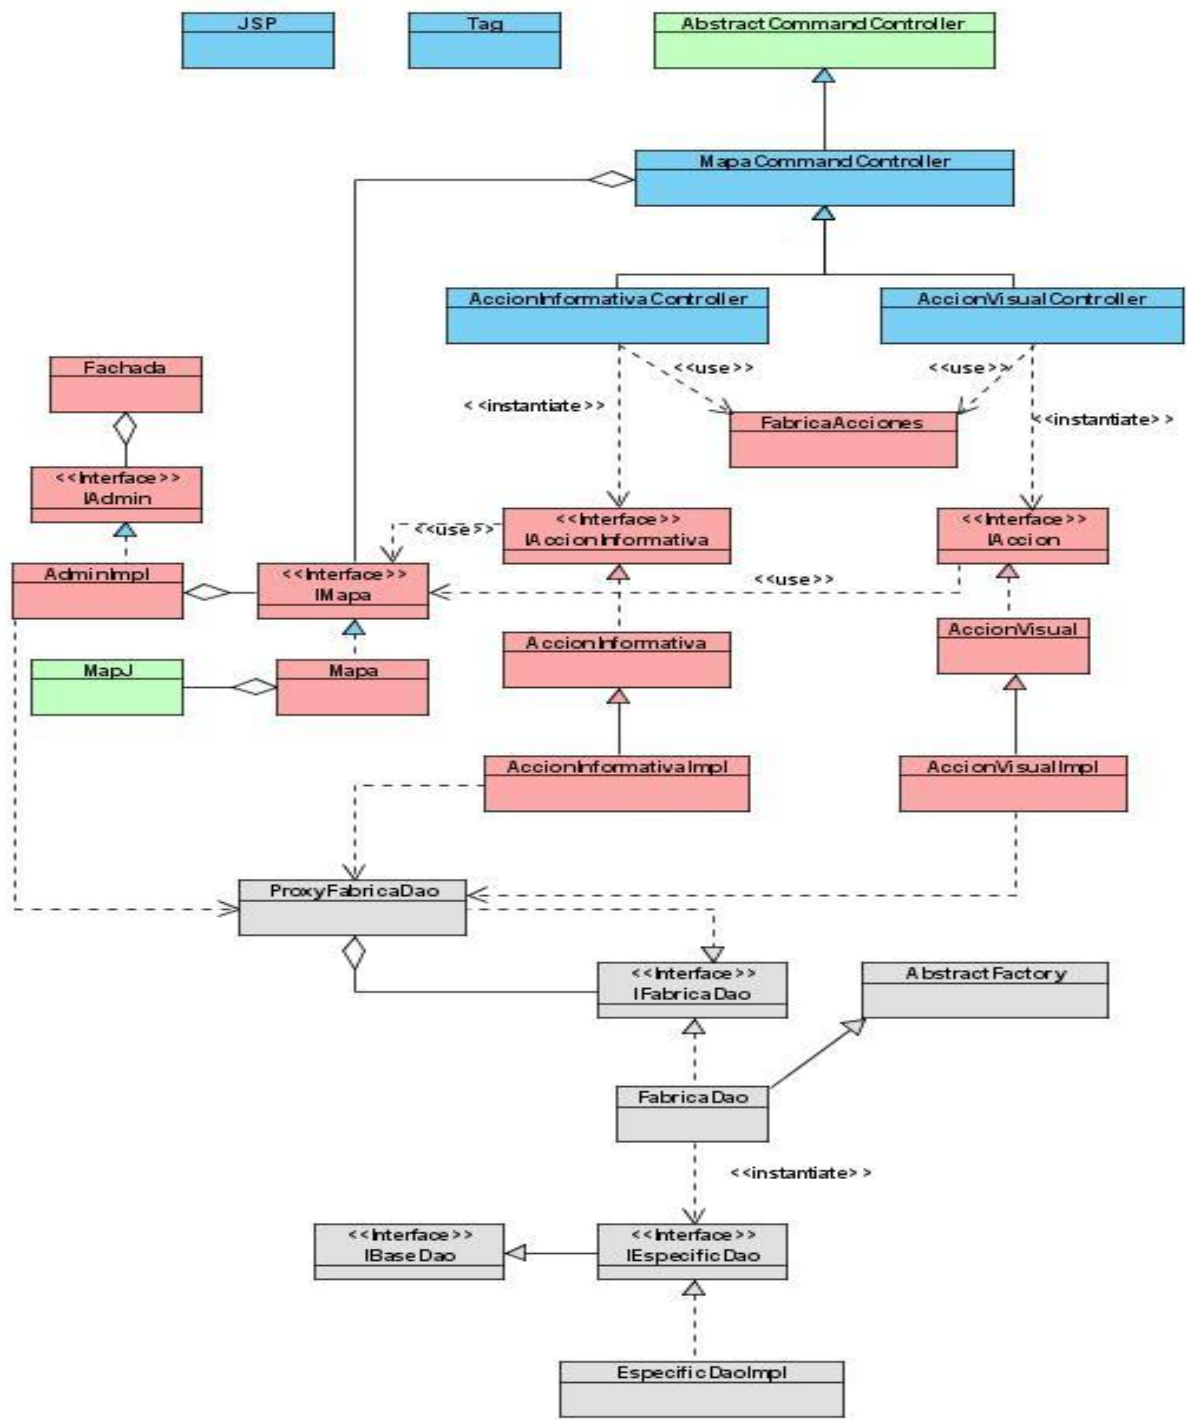 JSP
Tag
AbstractCommandController
MapaCommandController
AccionInformativaController
AccionVisualController
<<use>>
<<use>>
Fachada
<<instantiate>>
FabricaAcciones
<<instantiate>>
<<Interface>>
IAdmin
<<Interface>>
IAccionInformativa
<<Interface>>
IAccion
<<use>>
AdminImpl
<<Interface>>
IMapa
<<use>>
AccionInformativa
AccionVisual
MapJ
Mapa
AccionInformativaImpl
AccionVisualImpl
ProxyFabricaDao
<<Interface>>
IFabricaDao
AbstractFactory
FabricaDao
<<instantiate>>
<<Interface>>
IBaseDao
<<Interface>>
IEspecificDao
EspecificDaoImpl